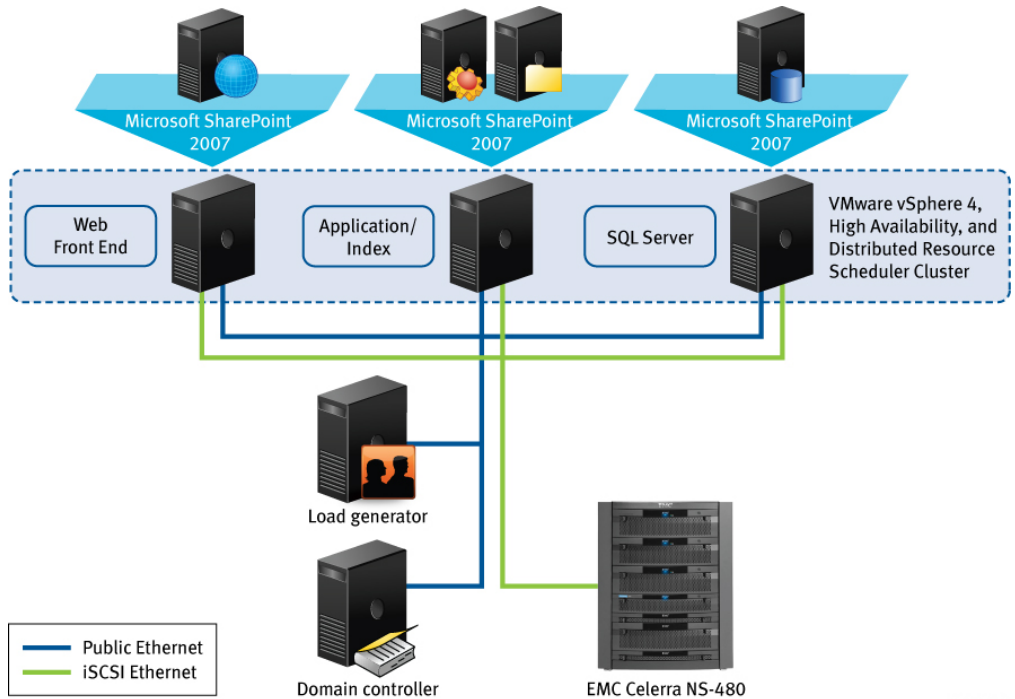 Microsoft SharePoint
2007
Microsoft SharePoint
2007
Microsoft SharePoint
2007
Web
Front End
Application/
Index
SQL Server
VMware vSphere 4,
High Availability, and
Distributed Resource
Scheduler Cluster
Load generator
Domain controller
EMC Celerra NS-480
Public Ethernet
iSCSI Ethernet